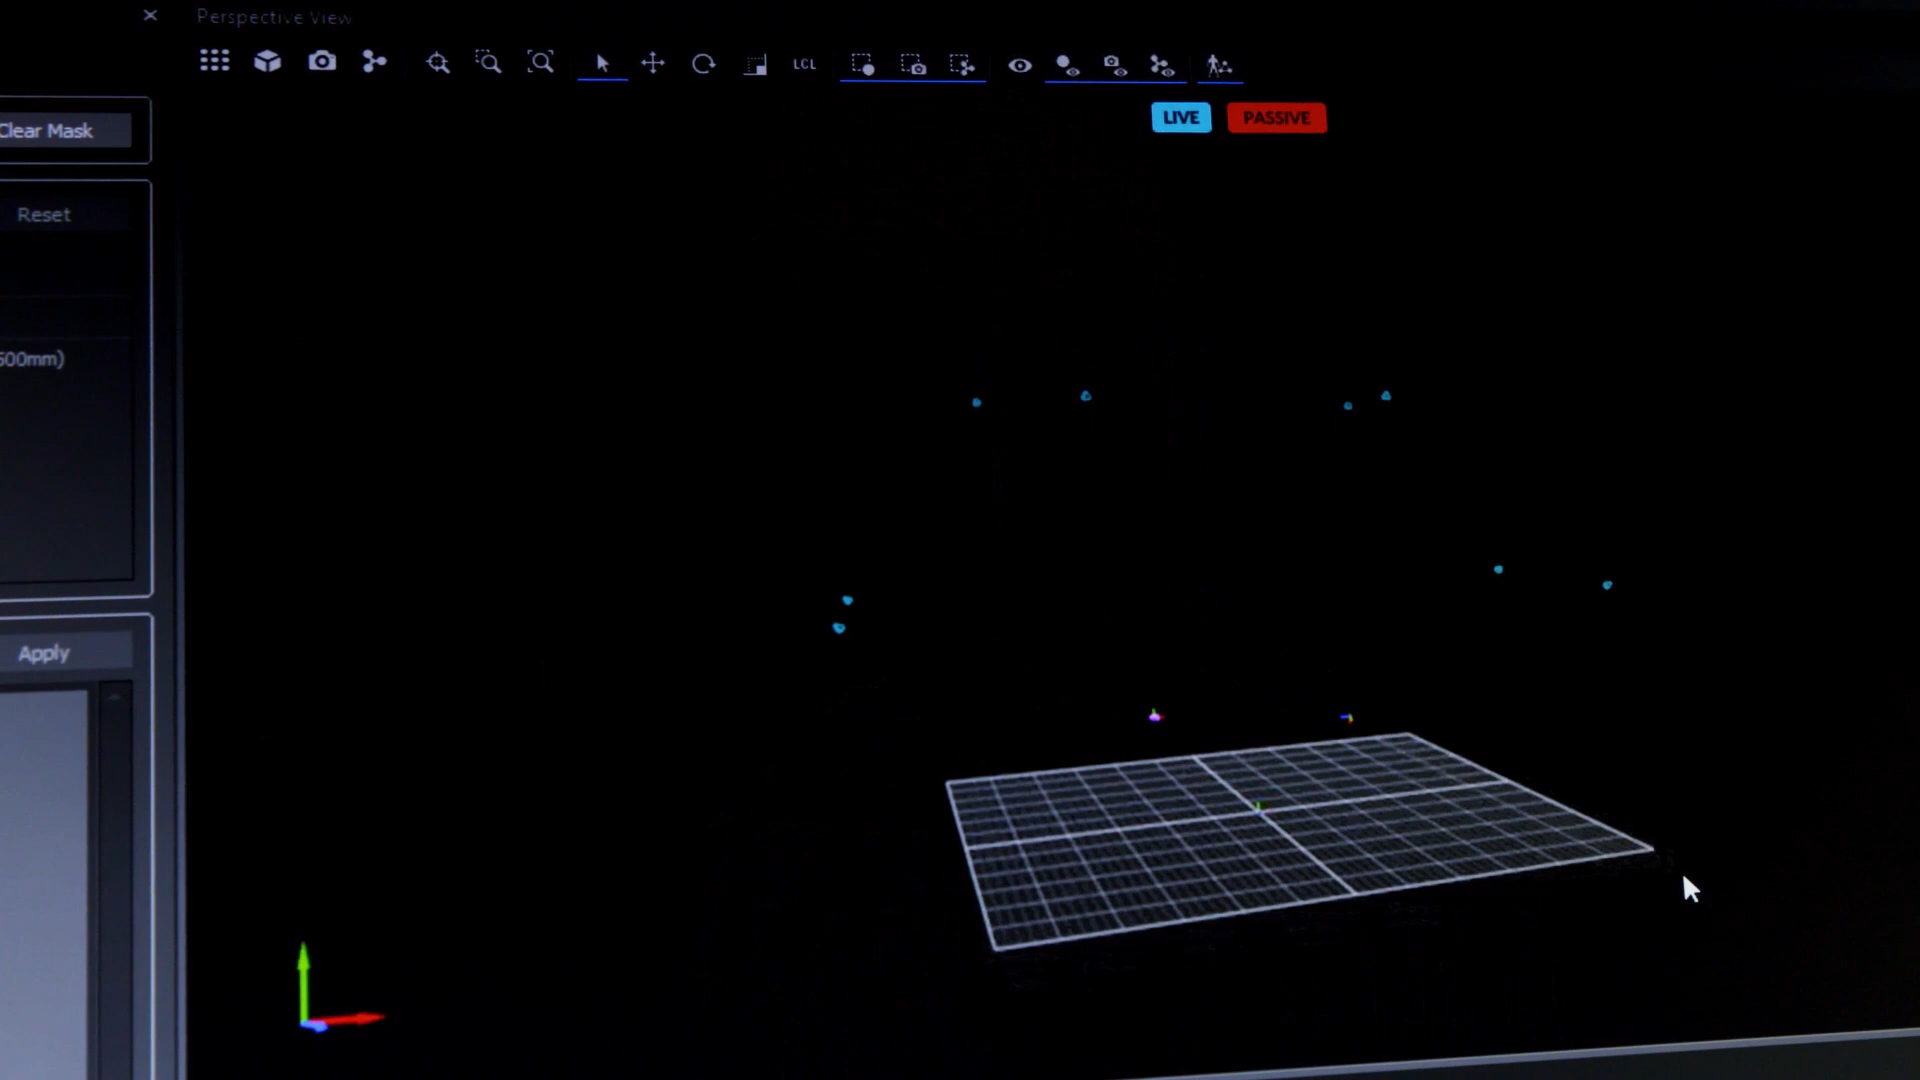 Perspective View
LCL
LIVE PASSIVE
Clear Mask
Reset
500mm)
Apply